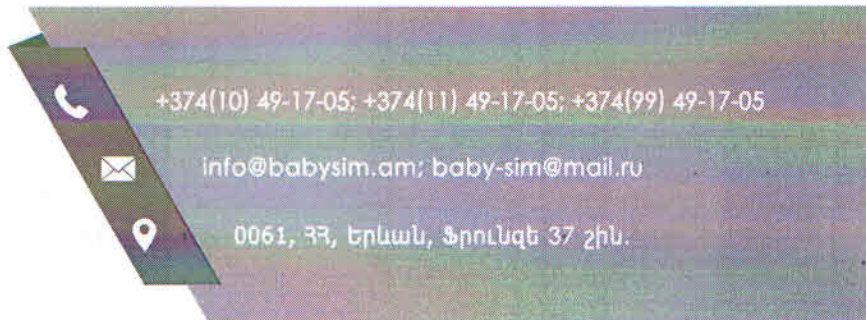 +374(10) 49-17-05; +374(11) 49-17-05; +374(99) 49-17-05
info@babysim.am; baby-sim@mail.ru
0061, ՀՀ, Երևան, Ֆրունզե 37 շին.